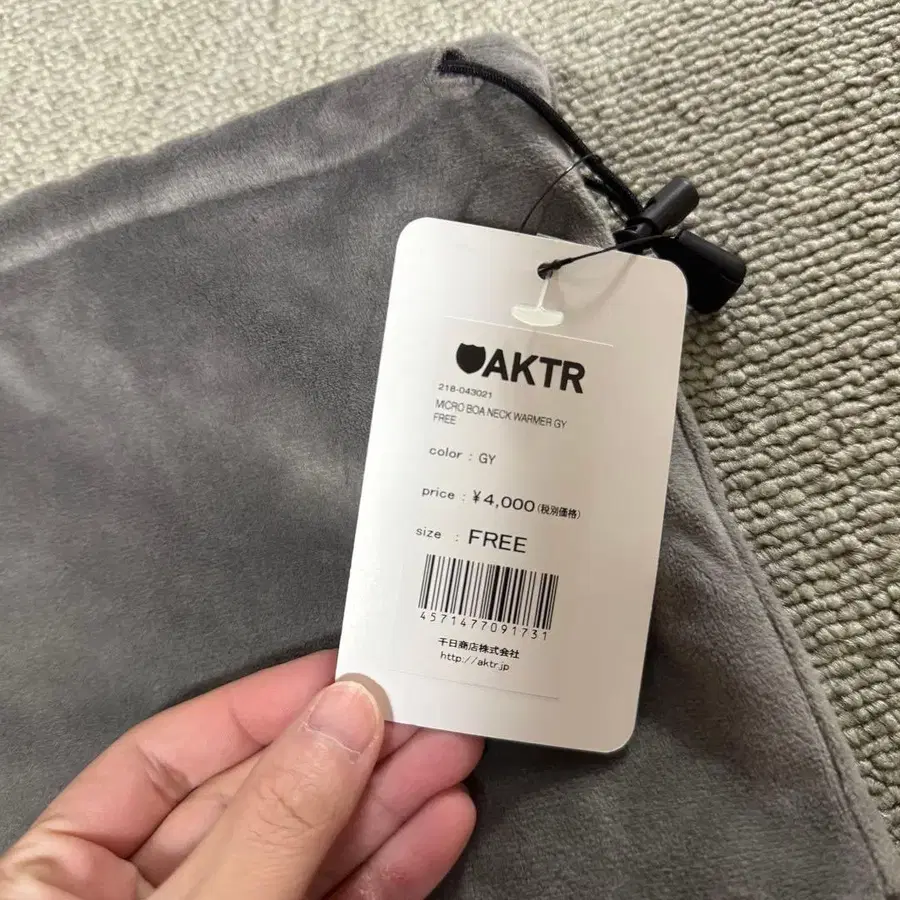 AKTR
218-043021
MICRO BOA NECK WARMER GY
FREE
color : GY
price : ¥4,000(税別価格)
size : FREE
4571477091731
千日商店株式会社
http://aktr.jp